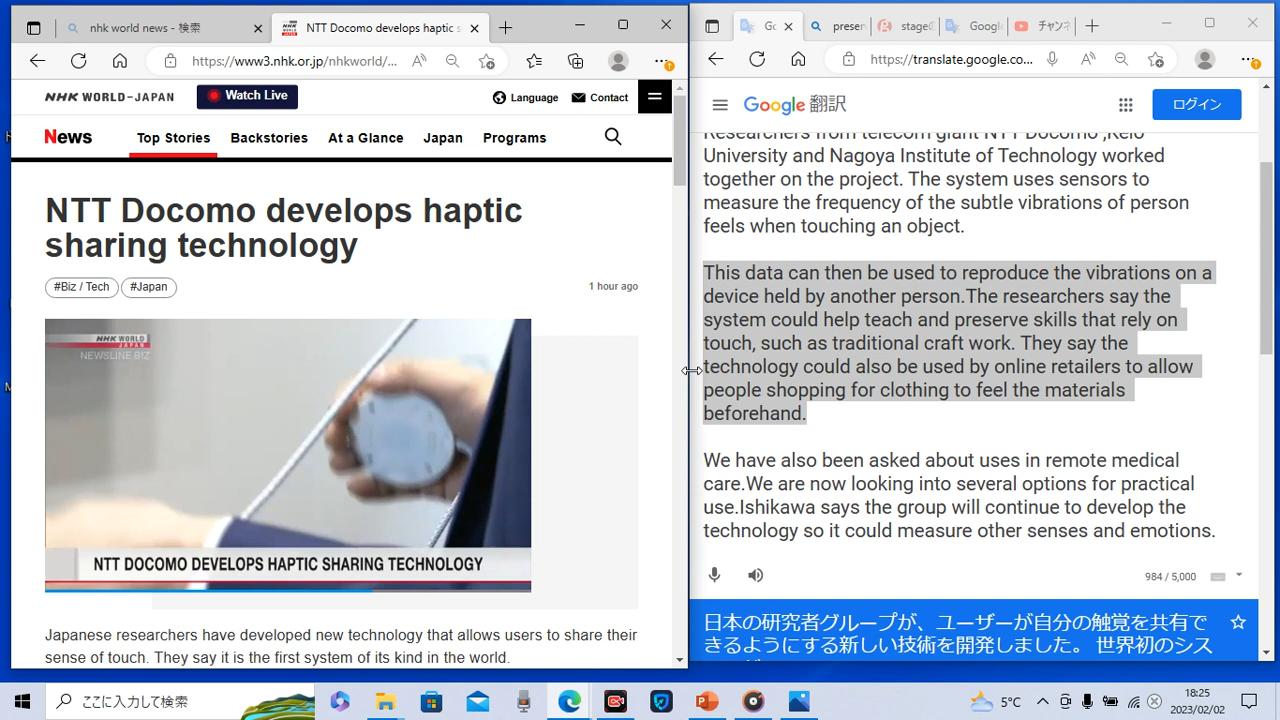 nhk world news - 検索
NTT Docomo develops haptic s
https://www3.nhk.or.jp/nhkworld/...
NHK WORLD-JAPAN
Watch Live
Language
Contact
News
Top Stories
Backstories
At a Glance
Japan
Programs
NTT Docomo develops haptic
sharing technology
#Biz / Tech
#Japan
1 hour ago
NHK WORLD
JAPAN
NEWSLINE BIZ
NTT DOCOMO DEVELOPS HAPTIC SHARING TECHNOLOGY
Japanese researchers have developed new technology that allows users to share their
sense of touch. They say it is the first system of its kind in the world.
Go
preser
stageの
Googl
チャンネ
https://translate.google.co...
Google 翻訳
ログイン
Researchers from telecom giant NTT Docomo ,Keio
University and Nagoya Institute of Technology worked
together on the project. The system uses sensors to
measure the frequency of the subtle vibrations of person
feels when touching an object.
This data can then be used to reproduce the vibrations on a
device held by another person.The researchers say the
system could help teach and preserve skills that rely on
touch, such as traditional craft work. They say the
technology could also be used by online retailers to allow
people shopping for clothing to feel the materials
beforehand.
We have also been asked about uses in remote medical
care.We are now looking into several options for practical
use.Ishikawa says the group will continue to develop the
technology so it could measure other senses and emotions.
984 / 5,000
日本の研究者グループが、ユーザーが自分の触覚を共有で
きるようにする新しい技術を開発しました。 世界初のシス
ここに入力して検索
5°C
18:25
2023/02/02